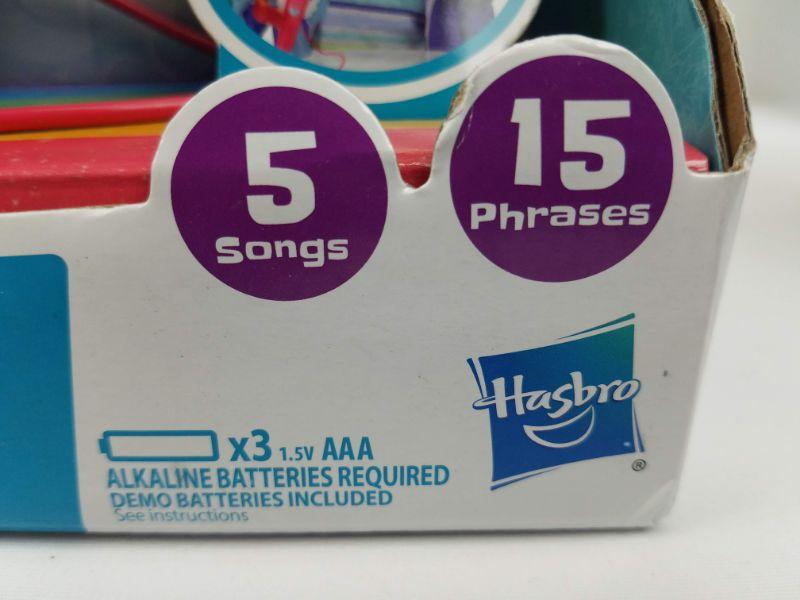 5
Songs
15
Phrases
Hasbro
®
x3 1.5V AAA
ALKALINE BATTERIES REQUIRED
DEMO BATTERIES INCLUDED
See instructions